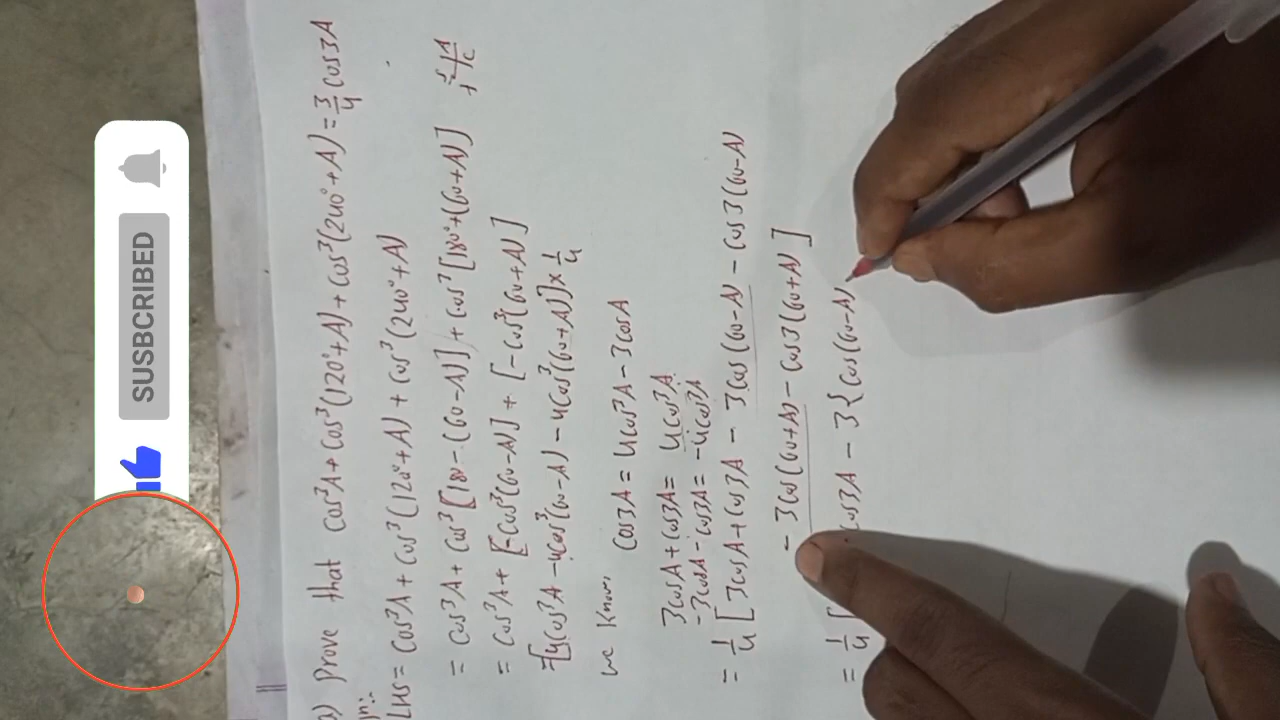 a) Prove that cos³A + cos³(120°+A) + cos³(240°+A) = 3/4 cos3A
LHS = cos³A + cos³(120°+A) + cos³(240°+A)
= cos³A + cos³[180-(60-A)] + cos³[180°+(60+A)]
= cos³A + [-cos³(60-A)] + [-cos³(60+A)]
=[4cos³A - 4cos³(60-A) - 4cos³(60+A)] × 1/4
we know, cos3A = 4cos³A - 3cosA
3cosA + cos3A = 4cos³A
-3cosA - cos3A = -4cos³A
= 1/4 [3cosA + cos3A - 3cos(60-A) - cos3(60-A)
- 3cos(60+A) - cos3(60+A)]
= 1/4 [ cos3A - 3{cos(60-A)
SUSBCRIBED